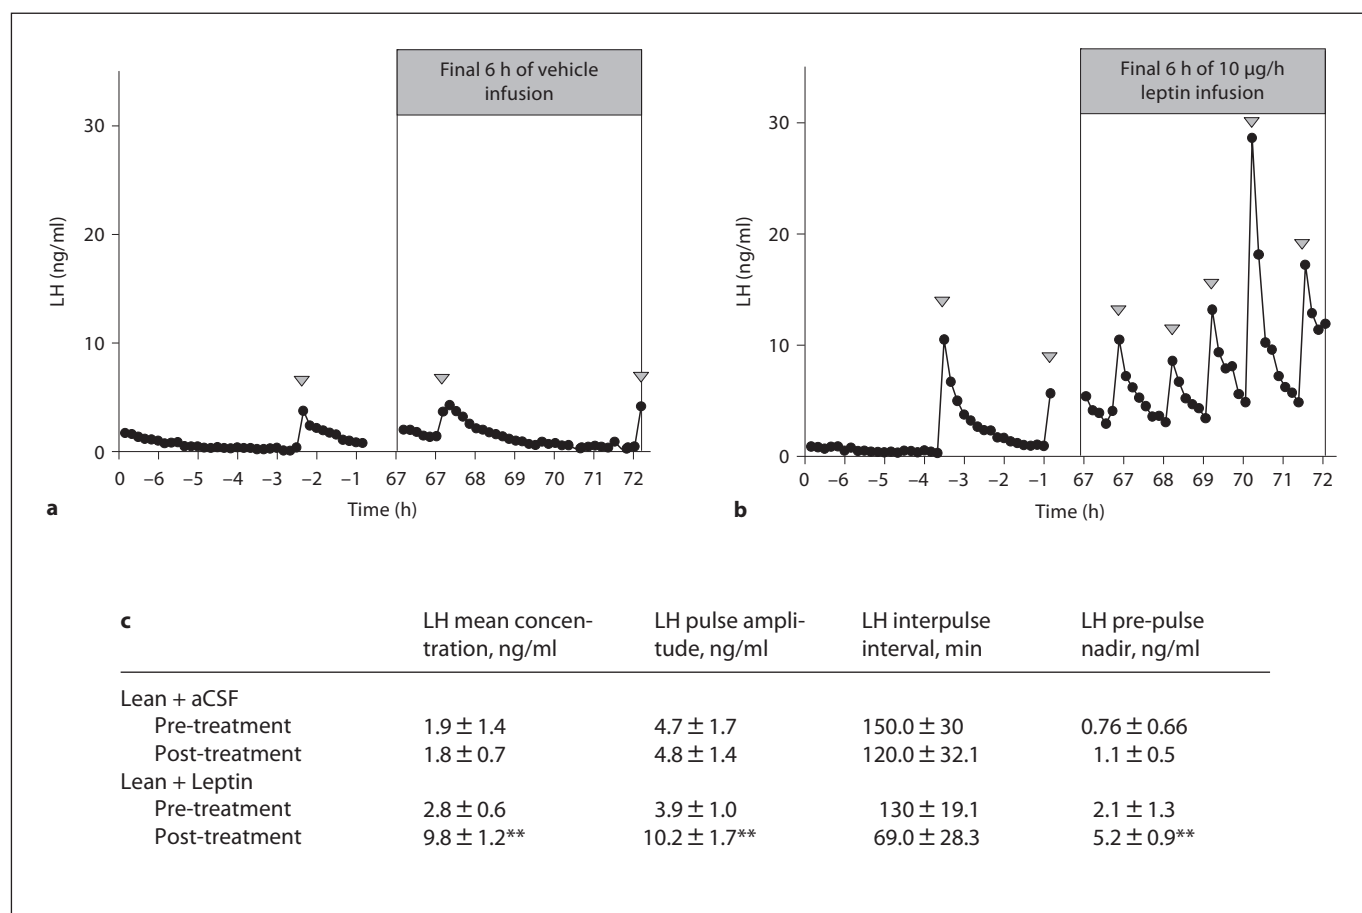 Final 6 h of vehicle
infusion
30
20
10
0
LH (ng/ml)
0 –6 –5 –4 –3 –2 –1 67 67 68 69 70 71 72
Time (h)
a
Final 6 h of 10 µg/h
leptin infusion
30
20
10
0
LH (ng/ml)
0 –6 –5 –4 –3 –2 –1 67 67 68 69 70 71 72
Time (h)
b
c LH mean concen- LH pulse ampli- LH interpulse LH pre-pulse
tration, ng/ml tude, ng/ml interval, min nadir, ng/ml
Lean + aCSF
Pre-treatment 1.9 ± 1.4 4.7 ± 1.7 150.0 ± 30 0.76 ± 0.66
Post-treatment 1.8 ± 0.7 4.8 ± 1.4 120.0 ± 32.1 1.1 ± 0.5
Lean + Leptin
Pre-treatment 2.8 ± 0.6 3.9 ± 1.0 130 ± 19.1 2.1 ± 1.3
Post-treatment 9.8 ± 1.2** 10.2 ± 1.7** 69.0 ± 28.3 5.2 ± 0.9**